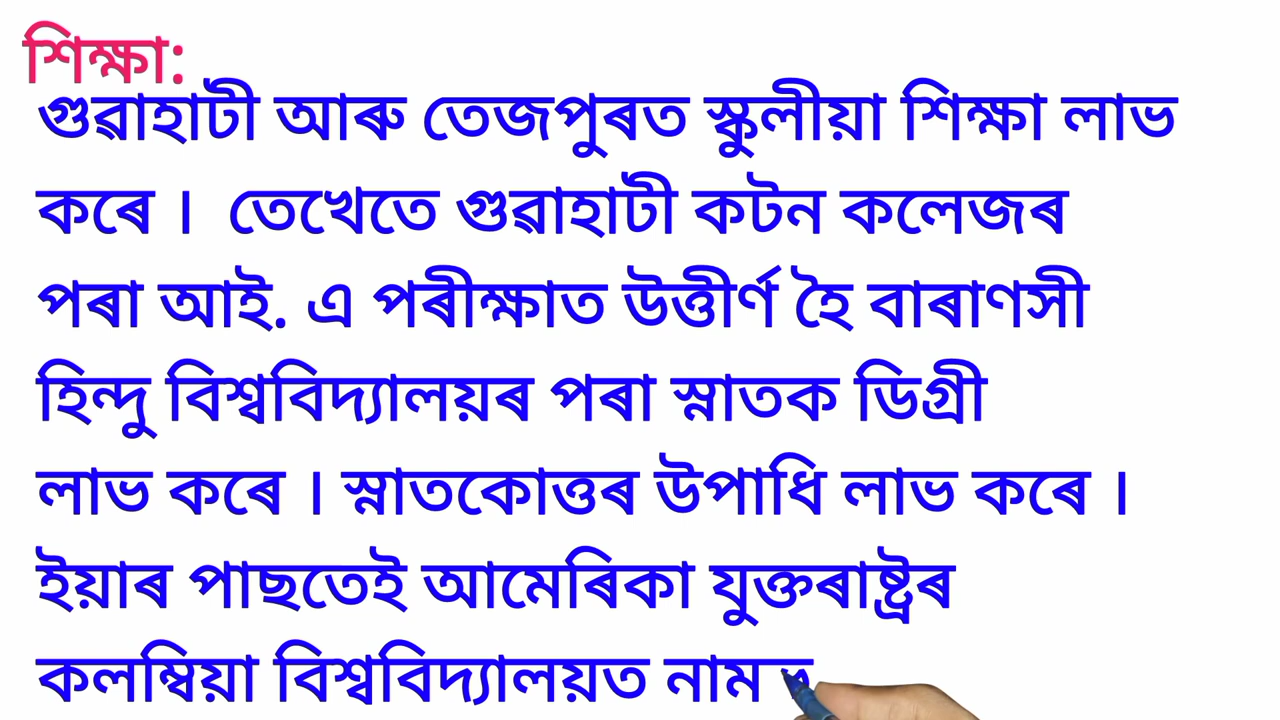 শিক্ষা:
গুৱাহাটী আৰু তেজপুৰত স্কুলীয়া শিক্ষা লাভ
কৰে । তেখেতে গুৱাহাটী কটন কলেজৰ
পৰা আই. এ পৰীক্ষাত উত্তীৰ্ণ হৈ বাৰাণসী
হিন্দু বিশ্ববিদ্যালয়ৰ পৰা স্নাতক ডিগ্ৰী
লাভ কৰে । স্নাতকোত্তৰ উপাধি লাভ কৰে ।
ইয়াৰ পাছতেই আমেৰিকা যুক্তৰাষ্ট্ৰৰ
কলম্বিয়া বিশ্ববিদ্যালয়ত নাম